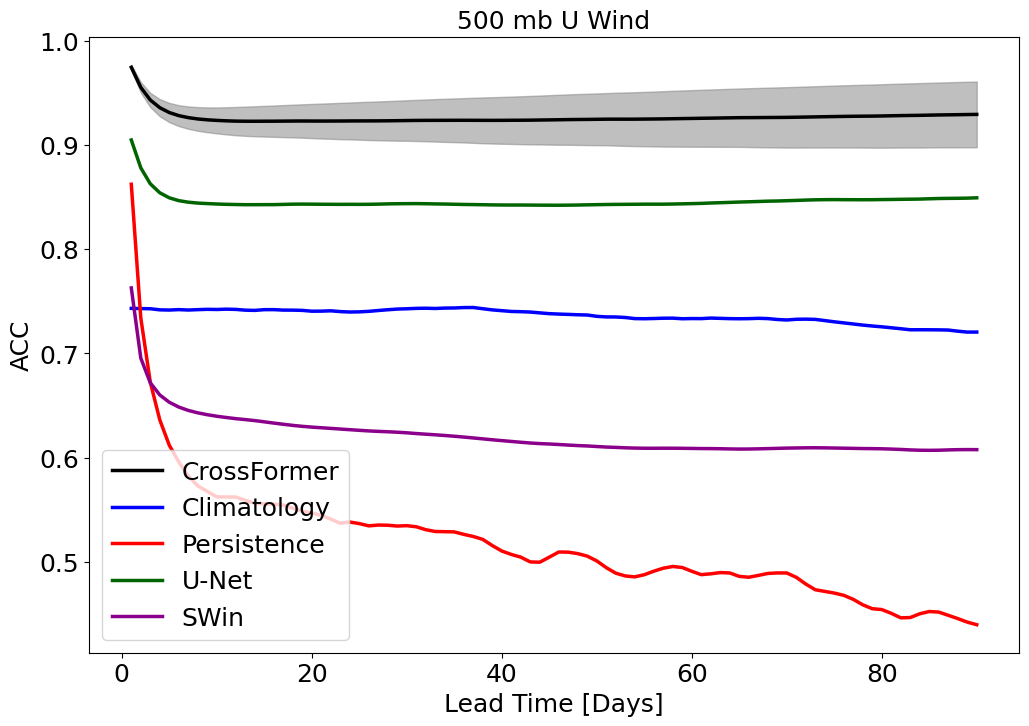 500 mb U Wind
1.0
0.9
0.8
0.7
0.6
0.5
ACC
CrossFormer
Climatology
Persistence
U-Net
SWin
0 20 40 60 80
Lead Time [Days]